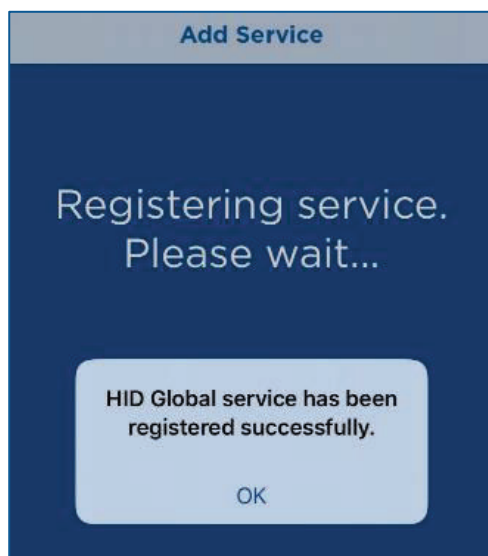 Add Service
Registering service.
Please wait...
HID Global service has been
registered successfully.
OK